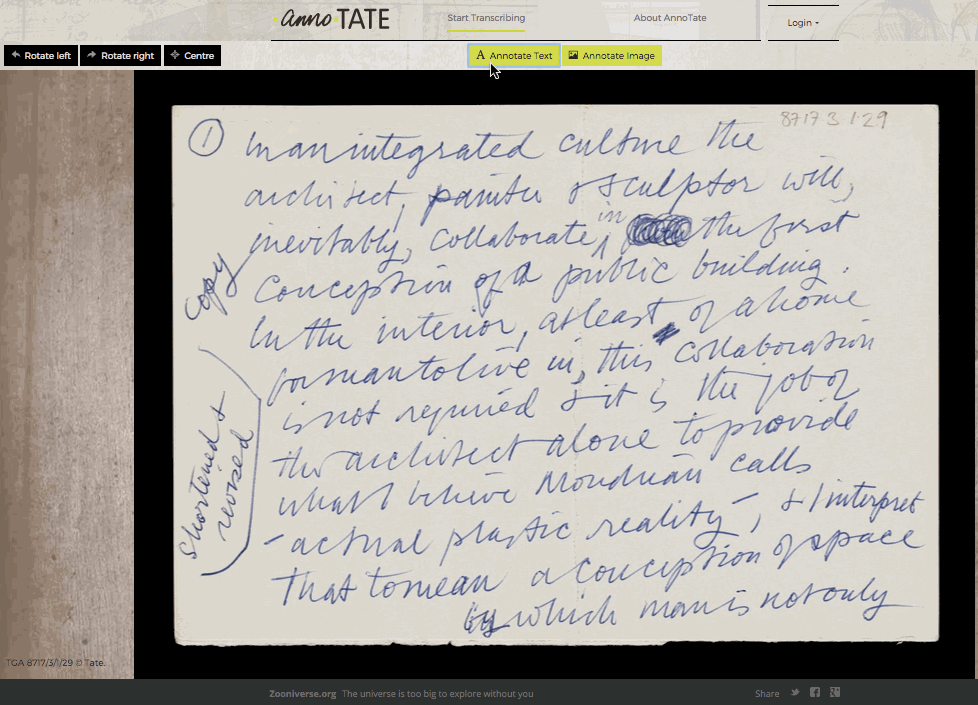 anno·TATE
Start Transcribing
About AnnoTate
Login
Rotate left
Rotate right
Centre
A Annotate Text
Annotate Image
8717 3 1·29
① In an integrated culture the
architect, painter & sculptor will,
inevitably, collaborate, in the first
conception of a public building.
In the interior, at least of a home
for man to live in, this collaboration
is not required & it is the job of
the architect alone to provide
what I believe Mondrian calls
- actual plastic reality -, & I interpret
that to mean a conception of space
by which man is not only
copy
shortened &
revised
TGA 8717/3/1/29 © Tate.
Zooniverse.org The universe is too big to explore without you
Share